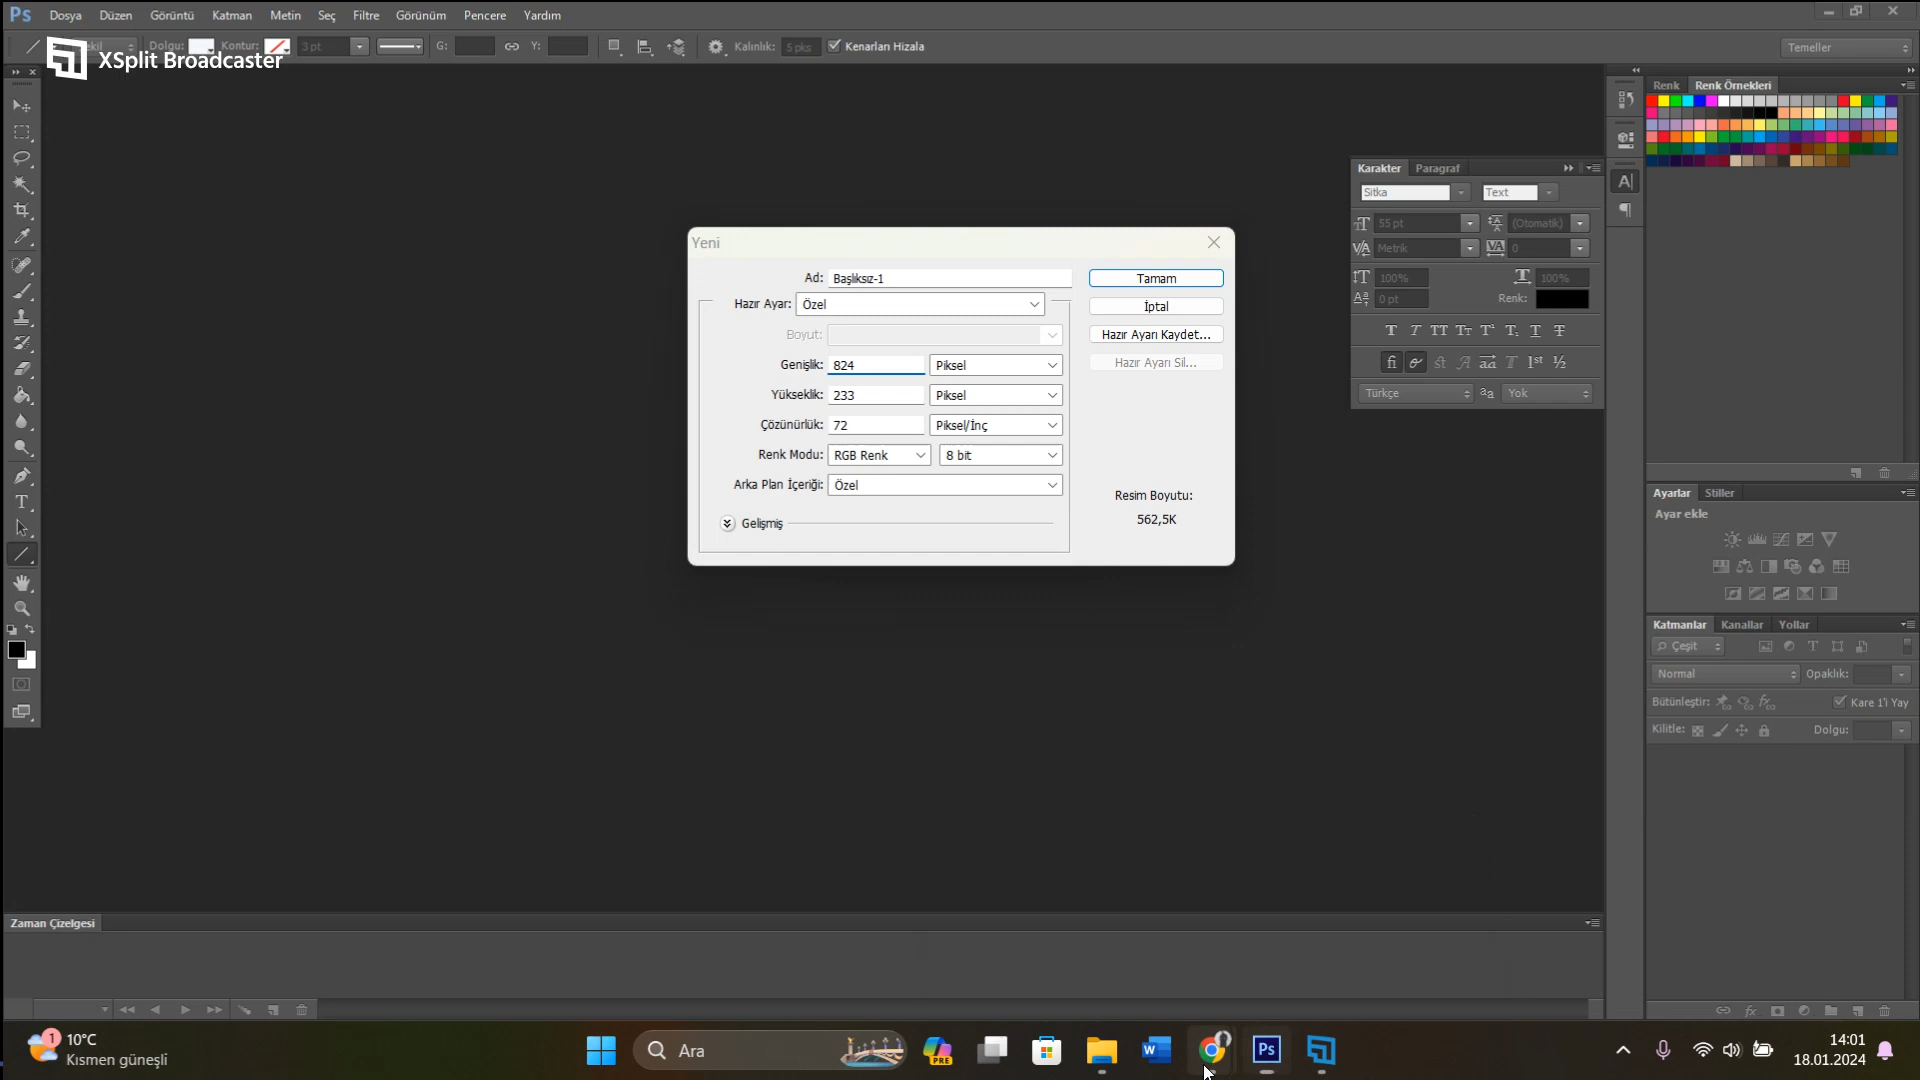 Ps Dosya Düzen Görüntü Katman Metin Seç Filtre Görünüm Pencere Yardım
Dolgu: Kontur: 3 pt G: Y: Kalınlık: 5 pks Kenarları Hizala Temeller
XSplit Broadcaster
Renk Renk Örnekleri
Karakter Paragraf
Sitka Text
55 pt (Otomatik)
Metrik 0
100% 100%
0 pt Renk:
Türkçe aa Yok
Yeni
Ad: Başlıksız-1 Tamam
Hazır Ayar: Özel İptal
Boyut: Hazır Ayarı Kaydet...
Genişlik: 824 Piksel Hazır Ayarı Sil...
Yükseklik: 233 Piksel
Çözünürlük: 72 Piksel/İnç
Renk Modu: RGB Renk 8 bit
Arka Plan İçeriği: Özel Resim Boyutu:
562,5K
Gelişmiş
Ayarlar Stiller
Ayar ekle
Katmanlar Kanallar Yollar
Çeşit
Normal Opaklık:
Bütünleştir: Kare 1'i Yay
Kilitle: Dolgu:
Zaman Çizelgesi
1 10°C
Kısmen güneşli
Ara
PRE
W
Ps
14:01
18.01.2024